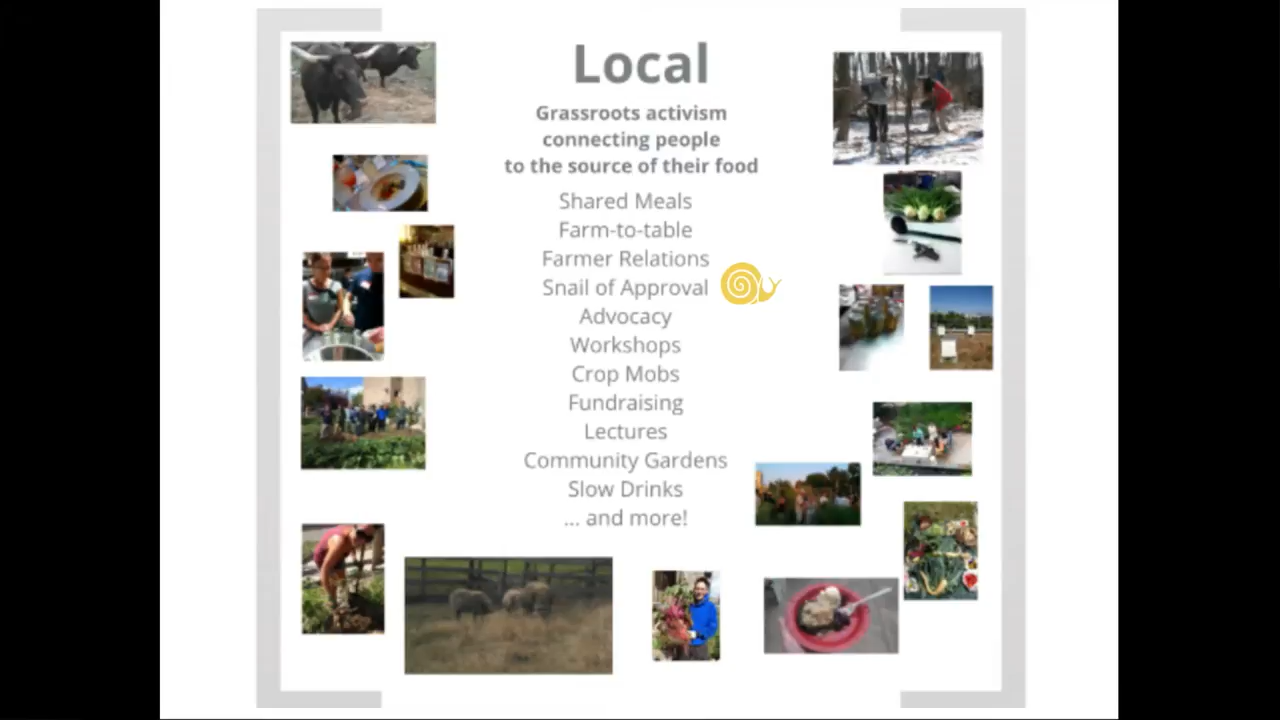 Local
Grassroots activism
connecting people
to the source of their food
Shared Meals
Farm-to-table
Farmer Relations
Snail of Approval
Advocacy
Workshops
Crop Mobs
Fundraising
Lectures
Community Gardens
Slow Drinks
... and more!